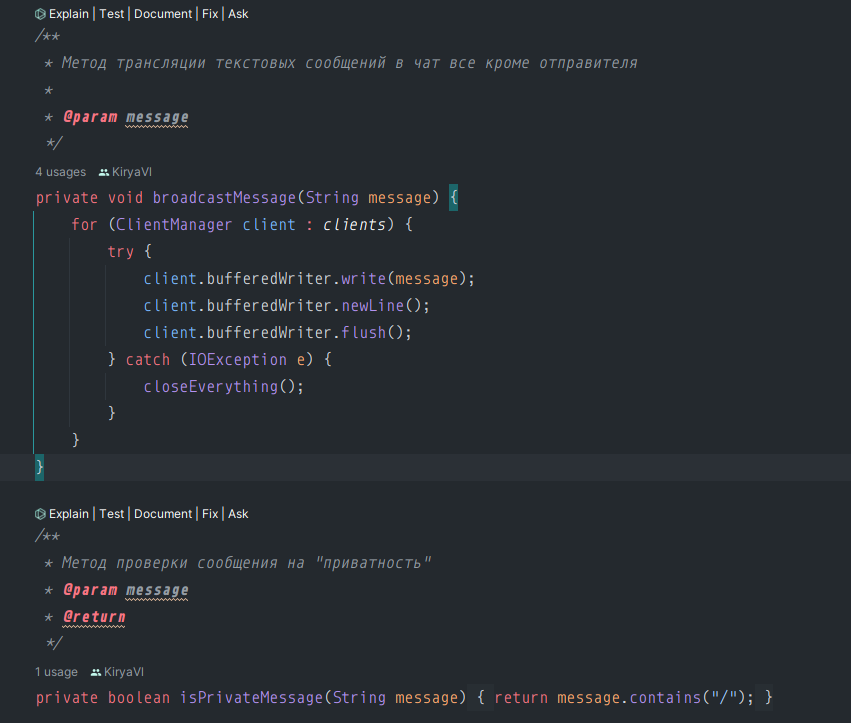 Explain | Test | Document | Fix | Ask
/**
 * Метод трансляции текстовых сообщений в чат все кроме отправителя
 *
 * @param message
 */
4 usages KiryaVI
private void broadcastMessage(String message) {
    for (ClientManager client : clients) {
        try {
            client.bufferedWriter.write(message);
            client.bufferedWriter.newLine();
            client.bufferedWriter.flush();
        } catch (IOException e) {
            closeEverything();
        }
    }
}
Explain | Test | Document | Fix | Ask
/**
 * Метод проверки сообщения на "приватность"
 * @param message
 * @return
 */
1 usage KiryaVI
private boolean isPrivateMessage(String message) { return message.contains("/"); }